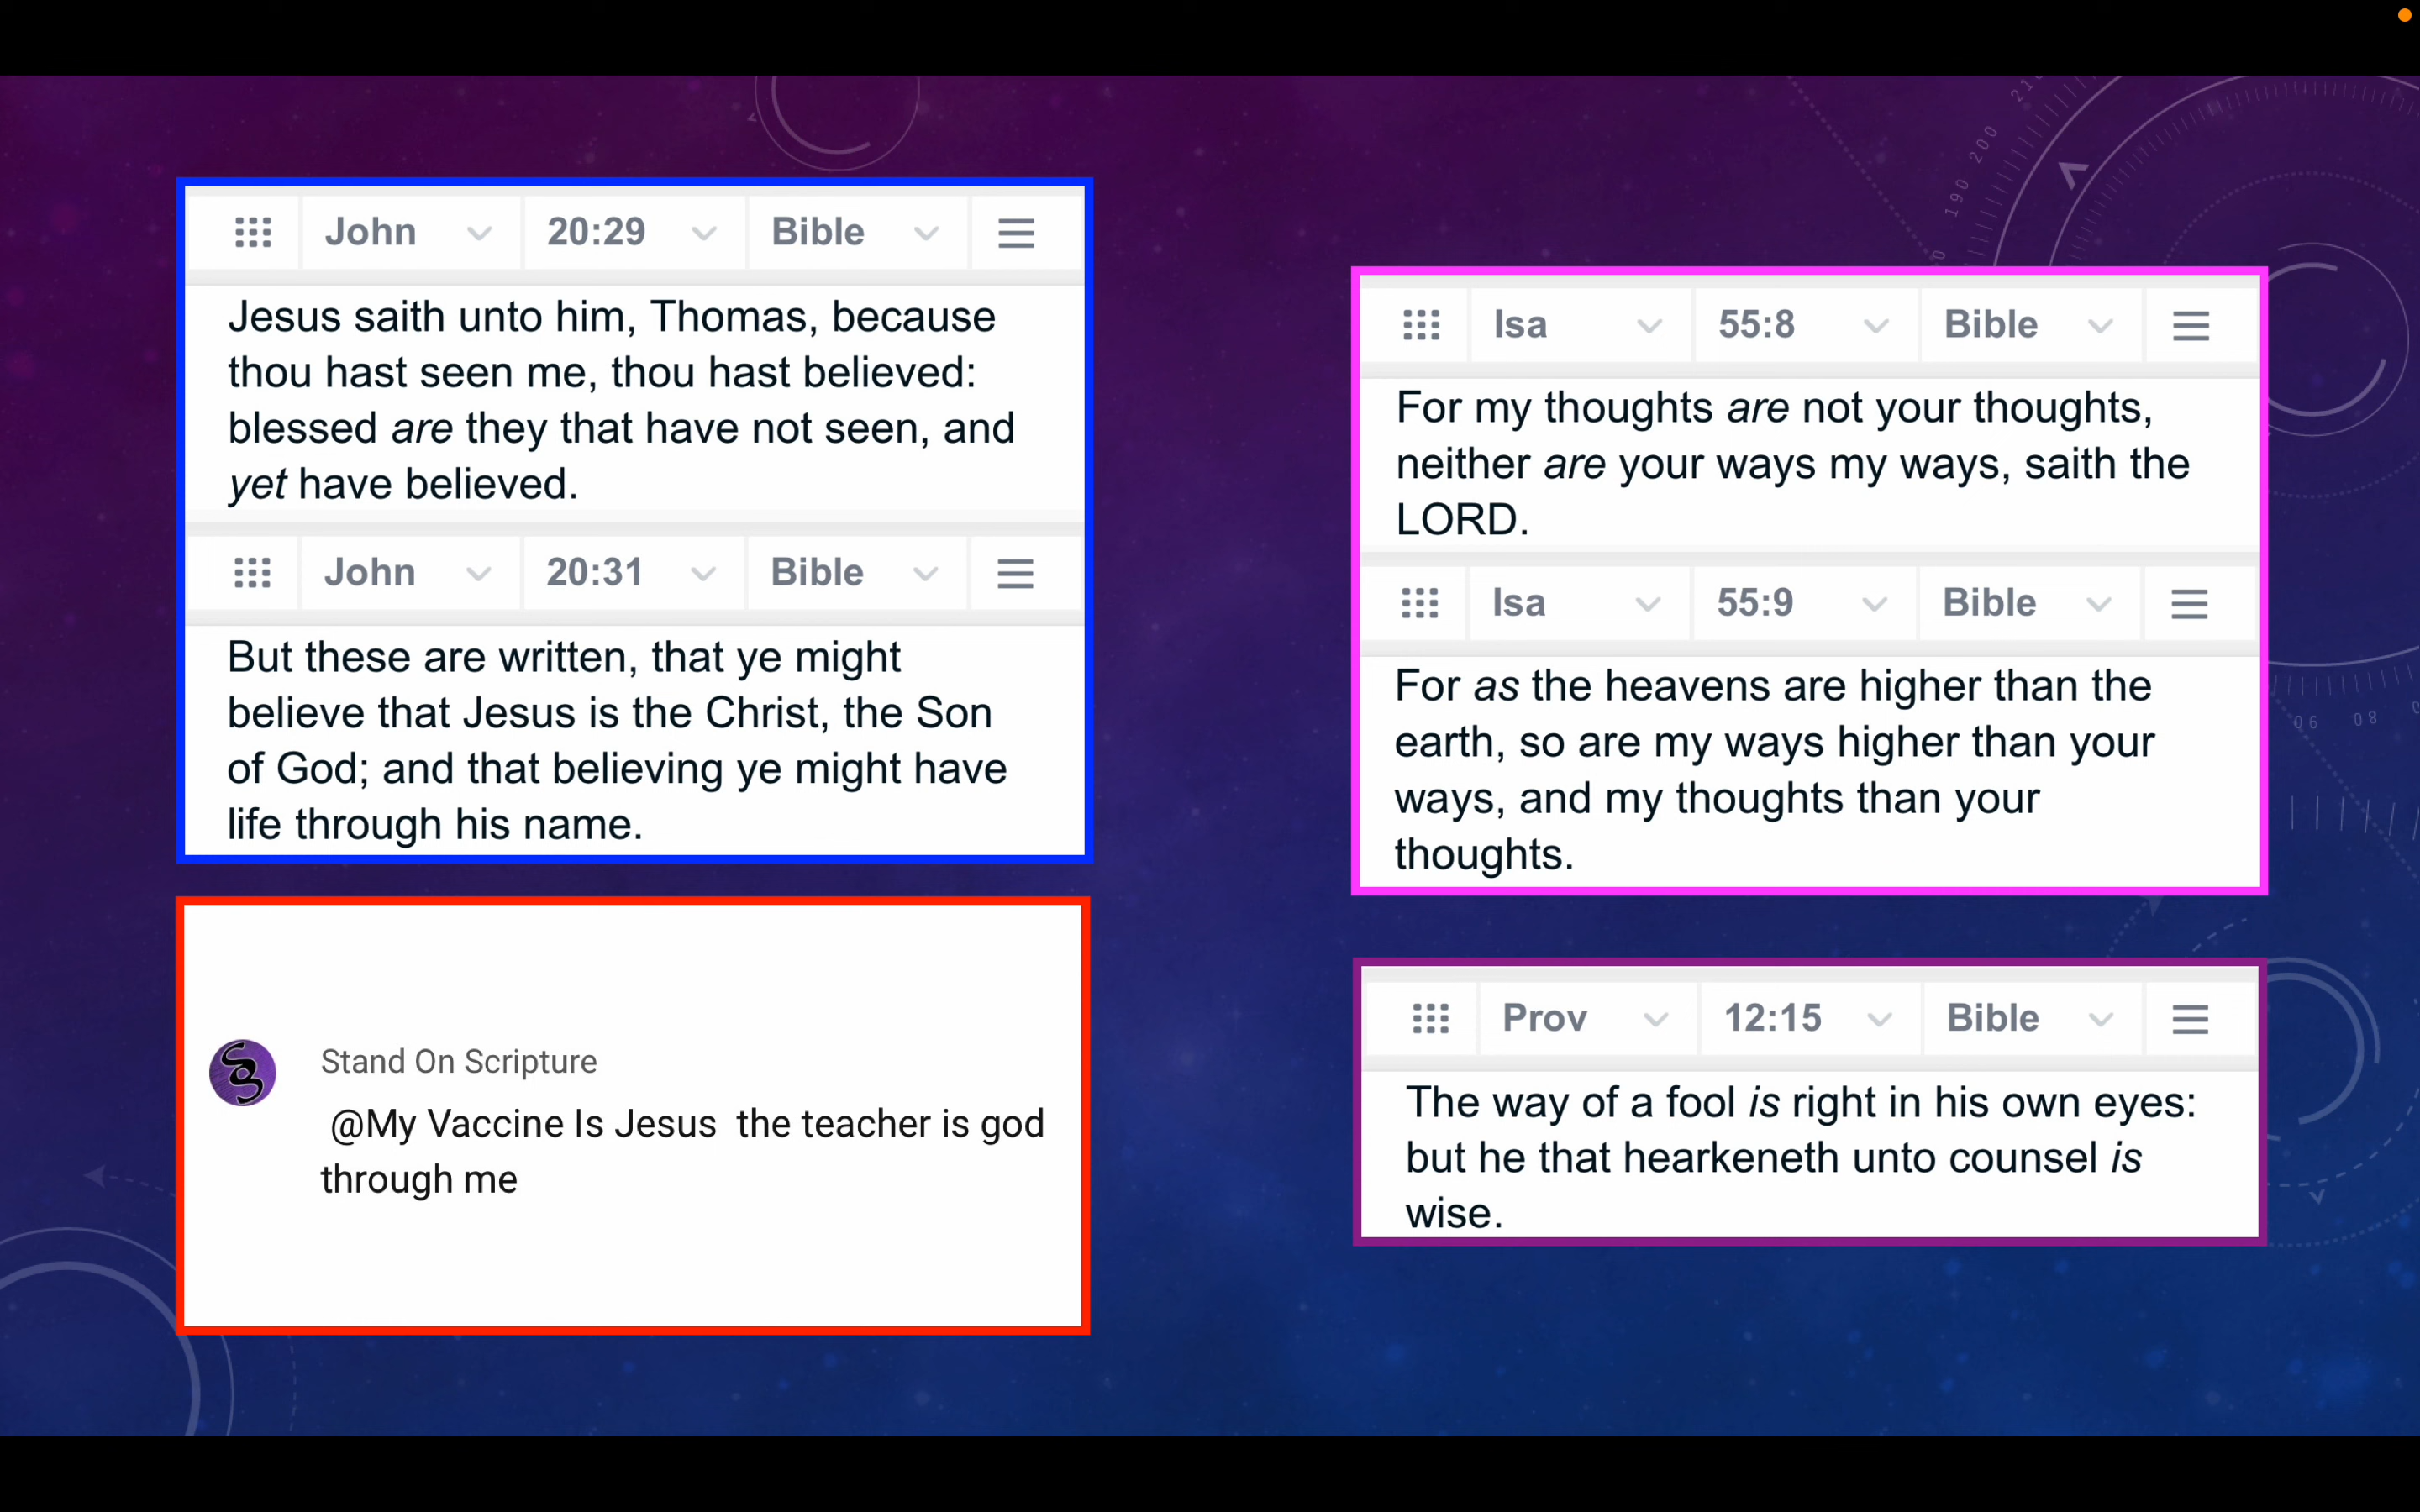 John 20:29 Bible
Jesus saith unto him, Thomas, because
thou hast seen me, thou hast believed:
blessed are they that have not seen, and
yet have believed.
John 20:31 Bible
But these are written, that ye might
believe that Jesus is the Christ, the Son
of God; and that believing ye might have
life through his name.
Stand On Scripture
@My Vaccine Is Jesus the teacher is god
through me
Isa 55:8 Bible
For my thoughts are not your thoughts,
neither are your ways my ways, saith the
LORD.
Isa 55:9 Bible
For as the heavens are higher than the
earth, so are my ways higher than your
ways, and my thoughts than your
thoughts.
Prov 12:15 Bible
The way of a fool is right in his own eyes:
but he that hearkeneth unto counsel is
wise.
190 200